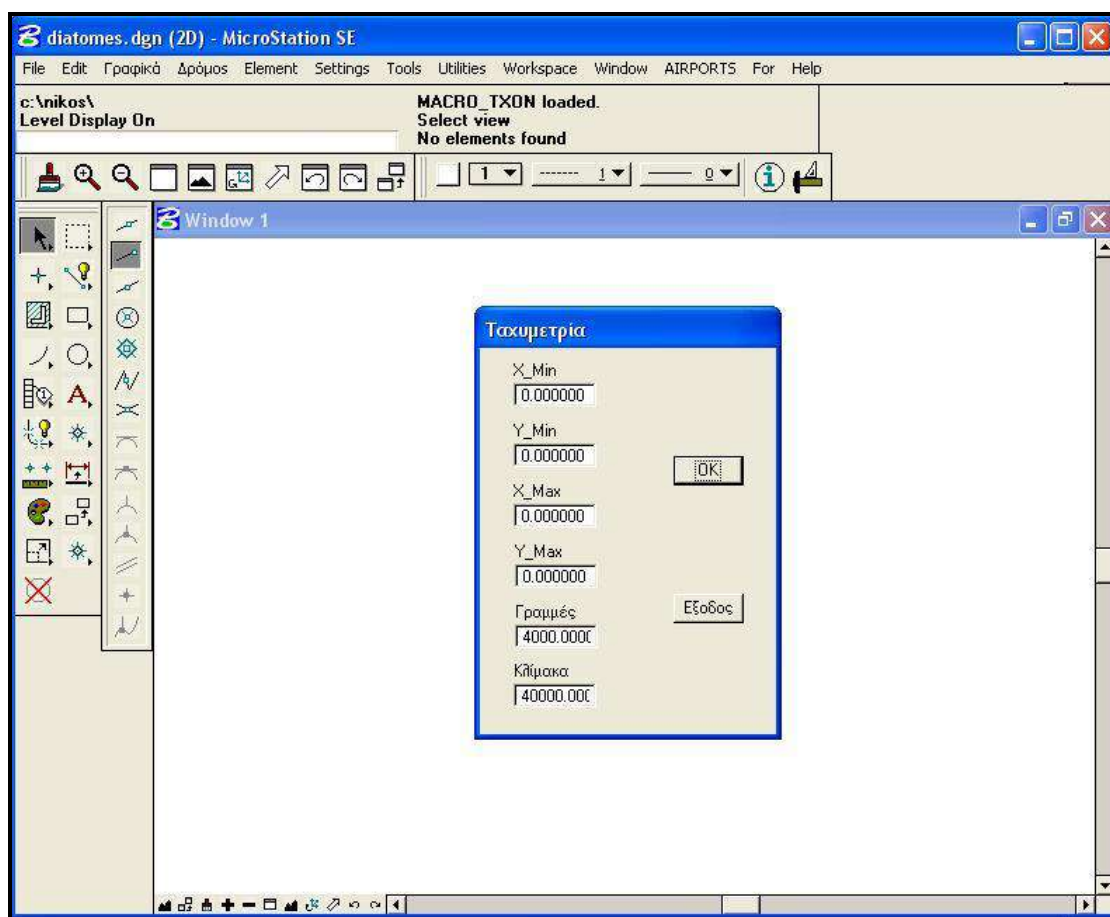 diatomes.dgn (2D) - MicroStation SE
File Edit Γραφικά Δρόμος Element Settings Tools Utilities Workspace Window AIRPORTS For Help
c:\nikos\
Level Display On
MACRO_TXON loaded.
Select view
No elements found
1 1 0
Window 1
Ταχυμετρία
X_Min
0.000000
Y_Min
0.000000
OK
X_Max
0.000000
Y_Max
0.000000
Γραμμές
Εξοδος
4000.000(
Κλίμακα
40000.00(